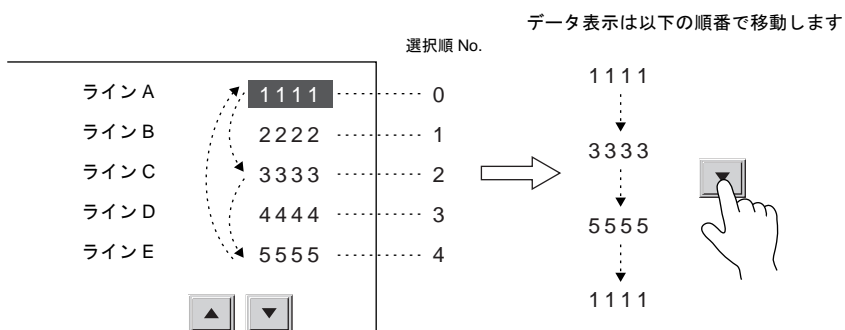 データ表示は以下の順番で移動します
選択順 No.
ライン A 1111 0
ライン B 2222 1
ライン C 3333 2
ライン D 4444 3
ライン E 5555 4
1111
3333
5555
1111